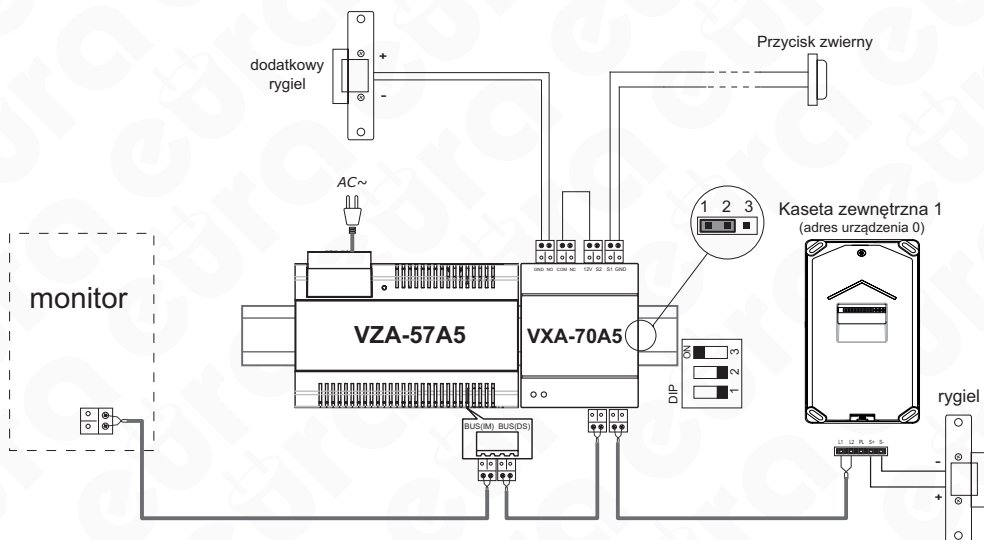 dodatkowy
rygiel
+
-
Przycisk zwierny
AC~
1 2 3
Kaseta zewnętrzna 1
(adres urządzenia 0)
GND NO COM NC 12V S2 S1 GND
monitor
VZA-57A5
VXA-70A5
ON
DIP
3
2
1
rygiel
BUS(IM) BUS(DS)
L1 L2 PL S+ S-
-
+
eura